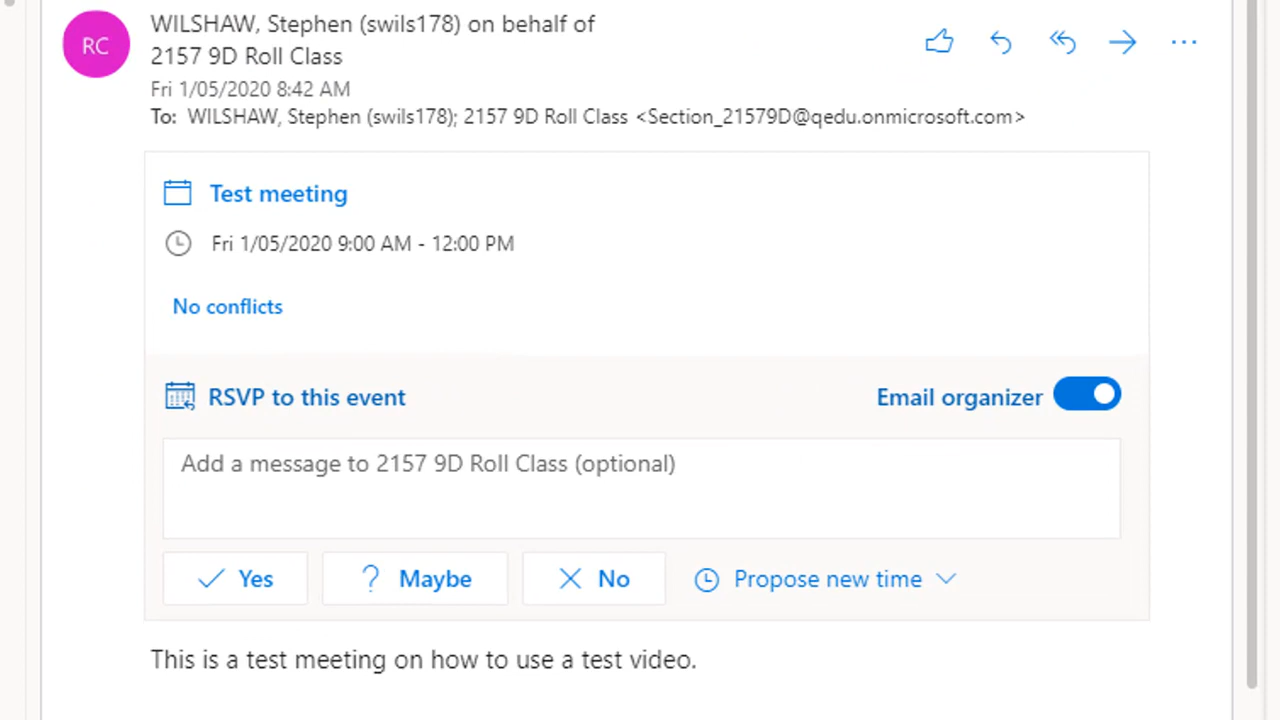 RC
WILSHAW, Stephen (swils178) on behalf of
2157 9D Roll Class
Fri 1/05/2020 8:42 AM
To: WILSHAW, Stephen (swils178); 2157 9D Roll Class <Section_21579D@qedu.onmicrosoft.com>
Test meeting
Fri 1/05/2020 9:00 AM - 12:00 PM
No conflicts
RSVP to this event Email organizer
Add a message to 2157 9D Roll Class (optional)
Yes ? Maybe No Propose new time
This is a test meeting on how to use a test video.